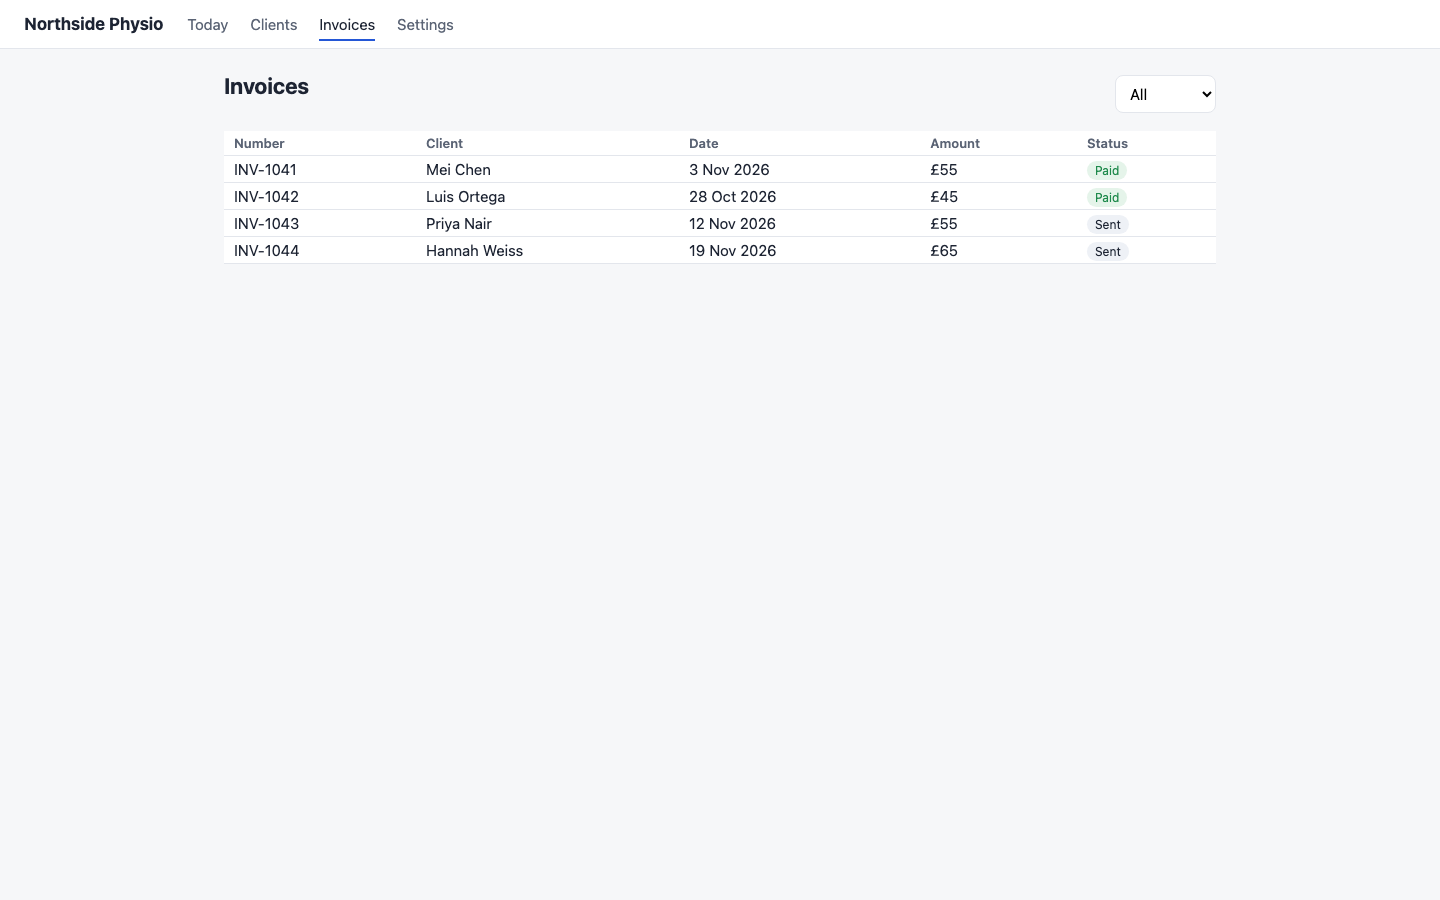 Northside Physio Today Clients Invoices Settings
Invoices
All
Number Client Date Amount Status
INV-1041 Mei Chen 3 Nov 2026 £55 Paid
INV-1042 Luis Ortega 28 Oct 2026 £45 Paid
INV-1043 Priya Nair 12 Nov 2026 £55 Sent
INV-1044 Hannah Weiss 19 Nov 2026 £65 Sent